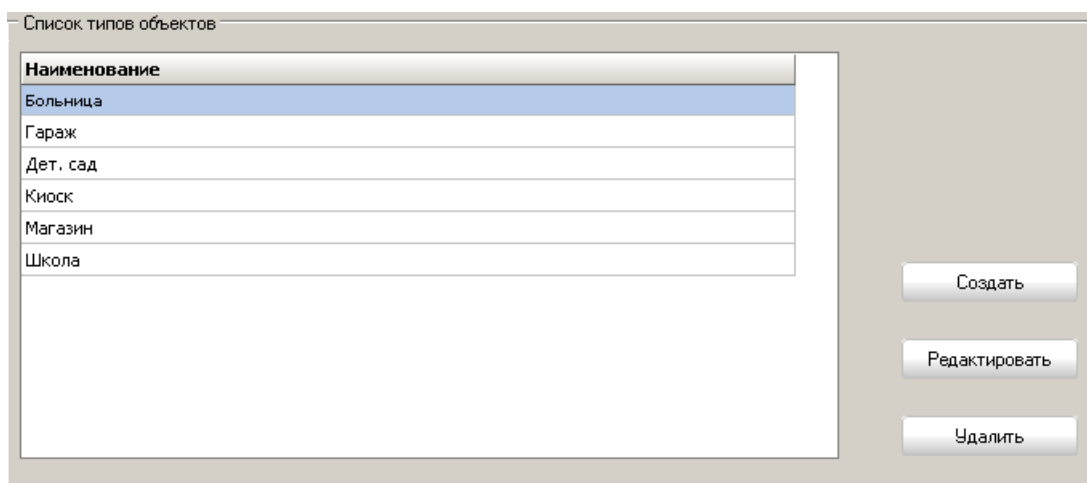 Список типов объектов
Наименование
Больница
Гараж
Дет. сад
Киоск
Магазин
Школа
Создать
Редактировать
Удалить